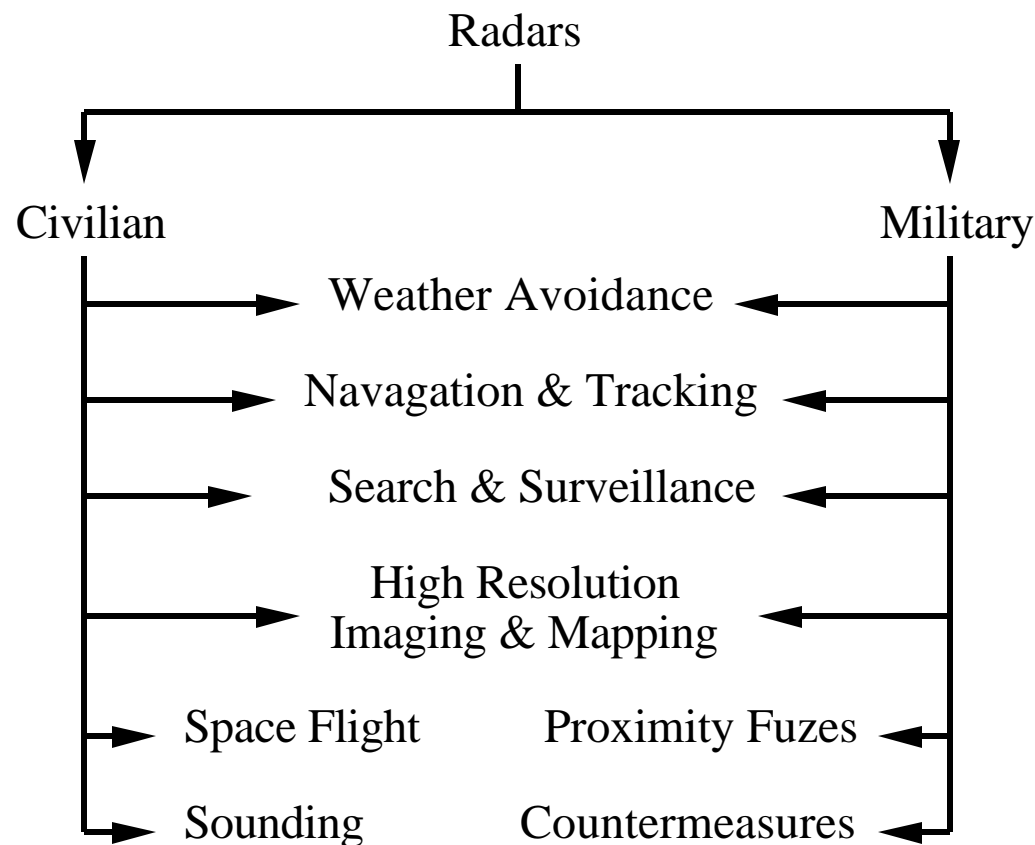 Radars
Civilian
Military
Weather Avoidance
Navagation & Tracking
Search & Surveillance
High Resolution
Imaging & Mapping
Space Flight
Proximity Fuzes
Sounding
Countermeasures